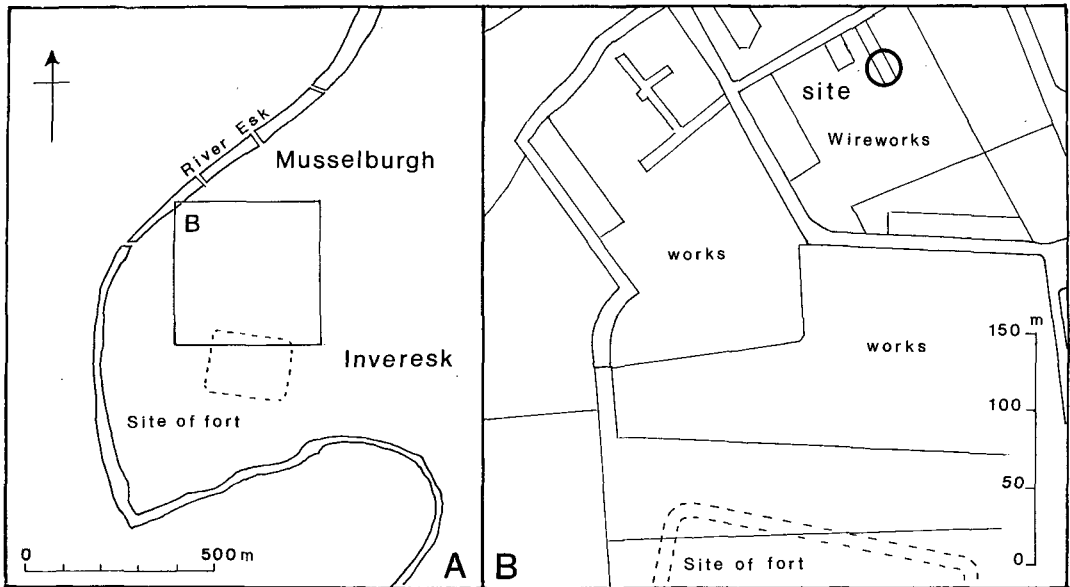 River Esk
Musselburgh
B
Inveresk
Site of fort
0 500m
A
site
Wireworks
works
works
150 m
100
50
0
Site of fort
B